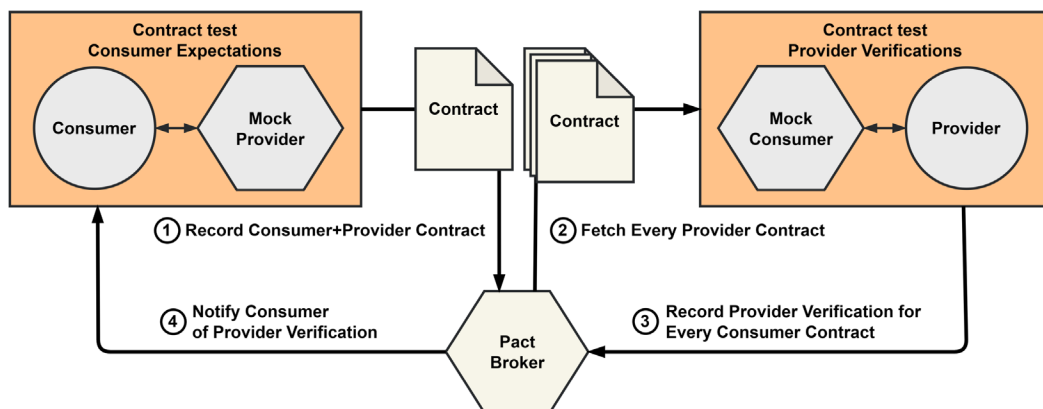 Contract test
Consumer Expectations
Consumer
Mock
Provider
Contract
Contract
Contract test
Provider Verifications
Mock
Consumer
Provider
1 Record Consumer+Provider Contract
2 Fetch Every Provider Contract
4 Notify Consumer
of Provider Verification
Pact
Broker
3 Record Provider Verification for
Every Consumer Contract